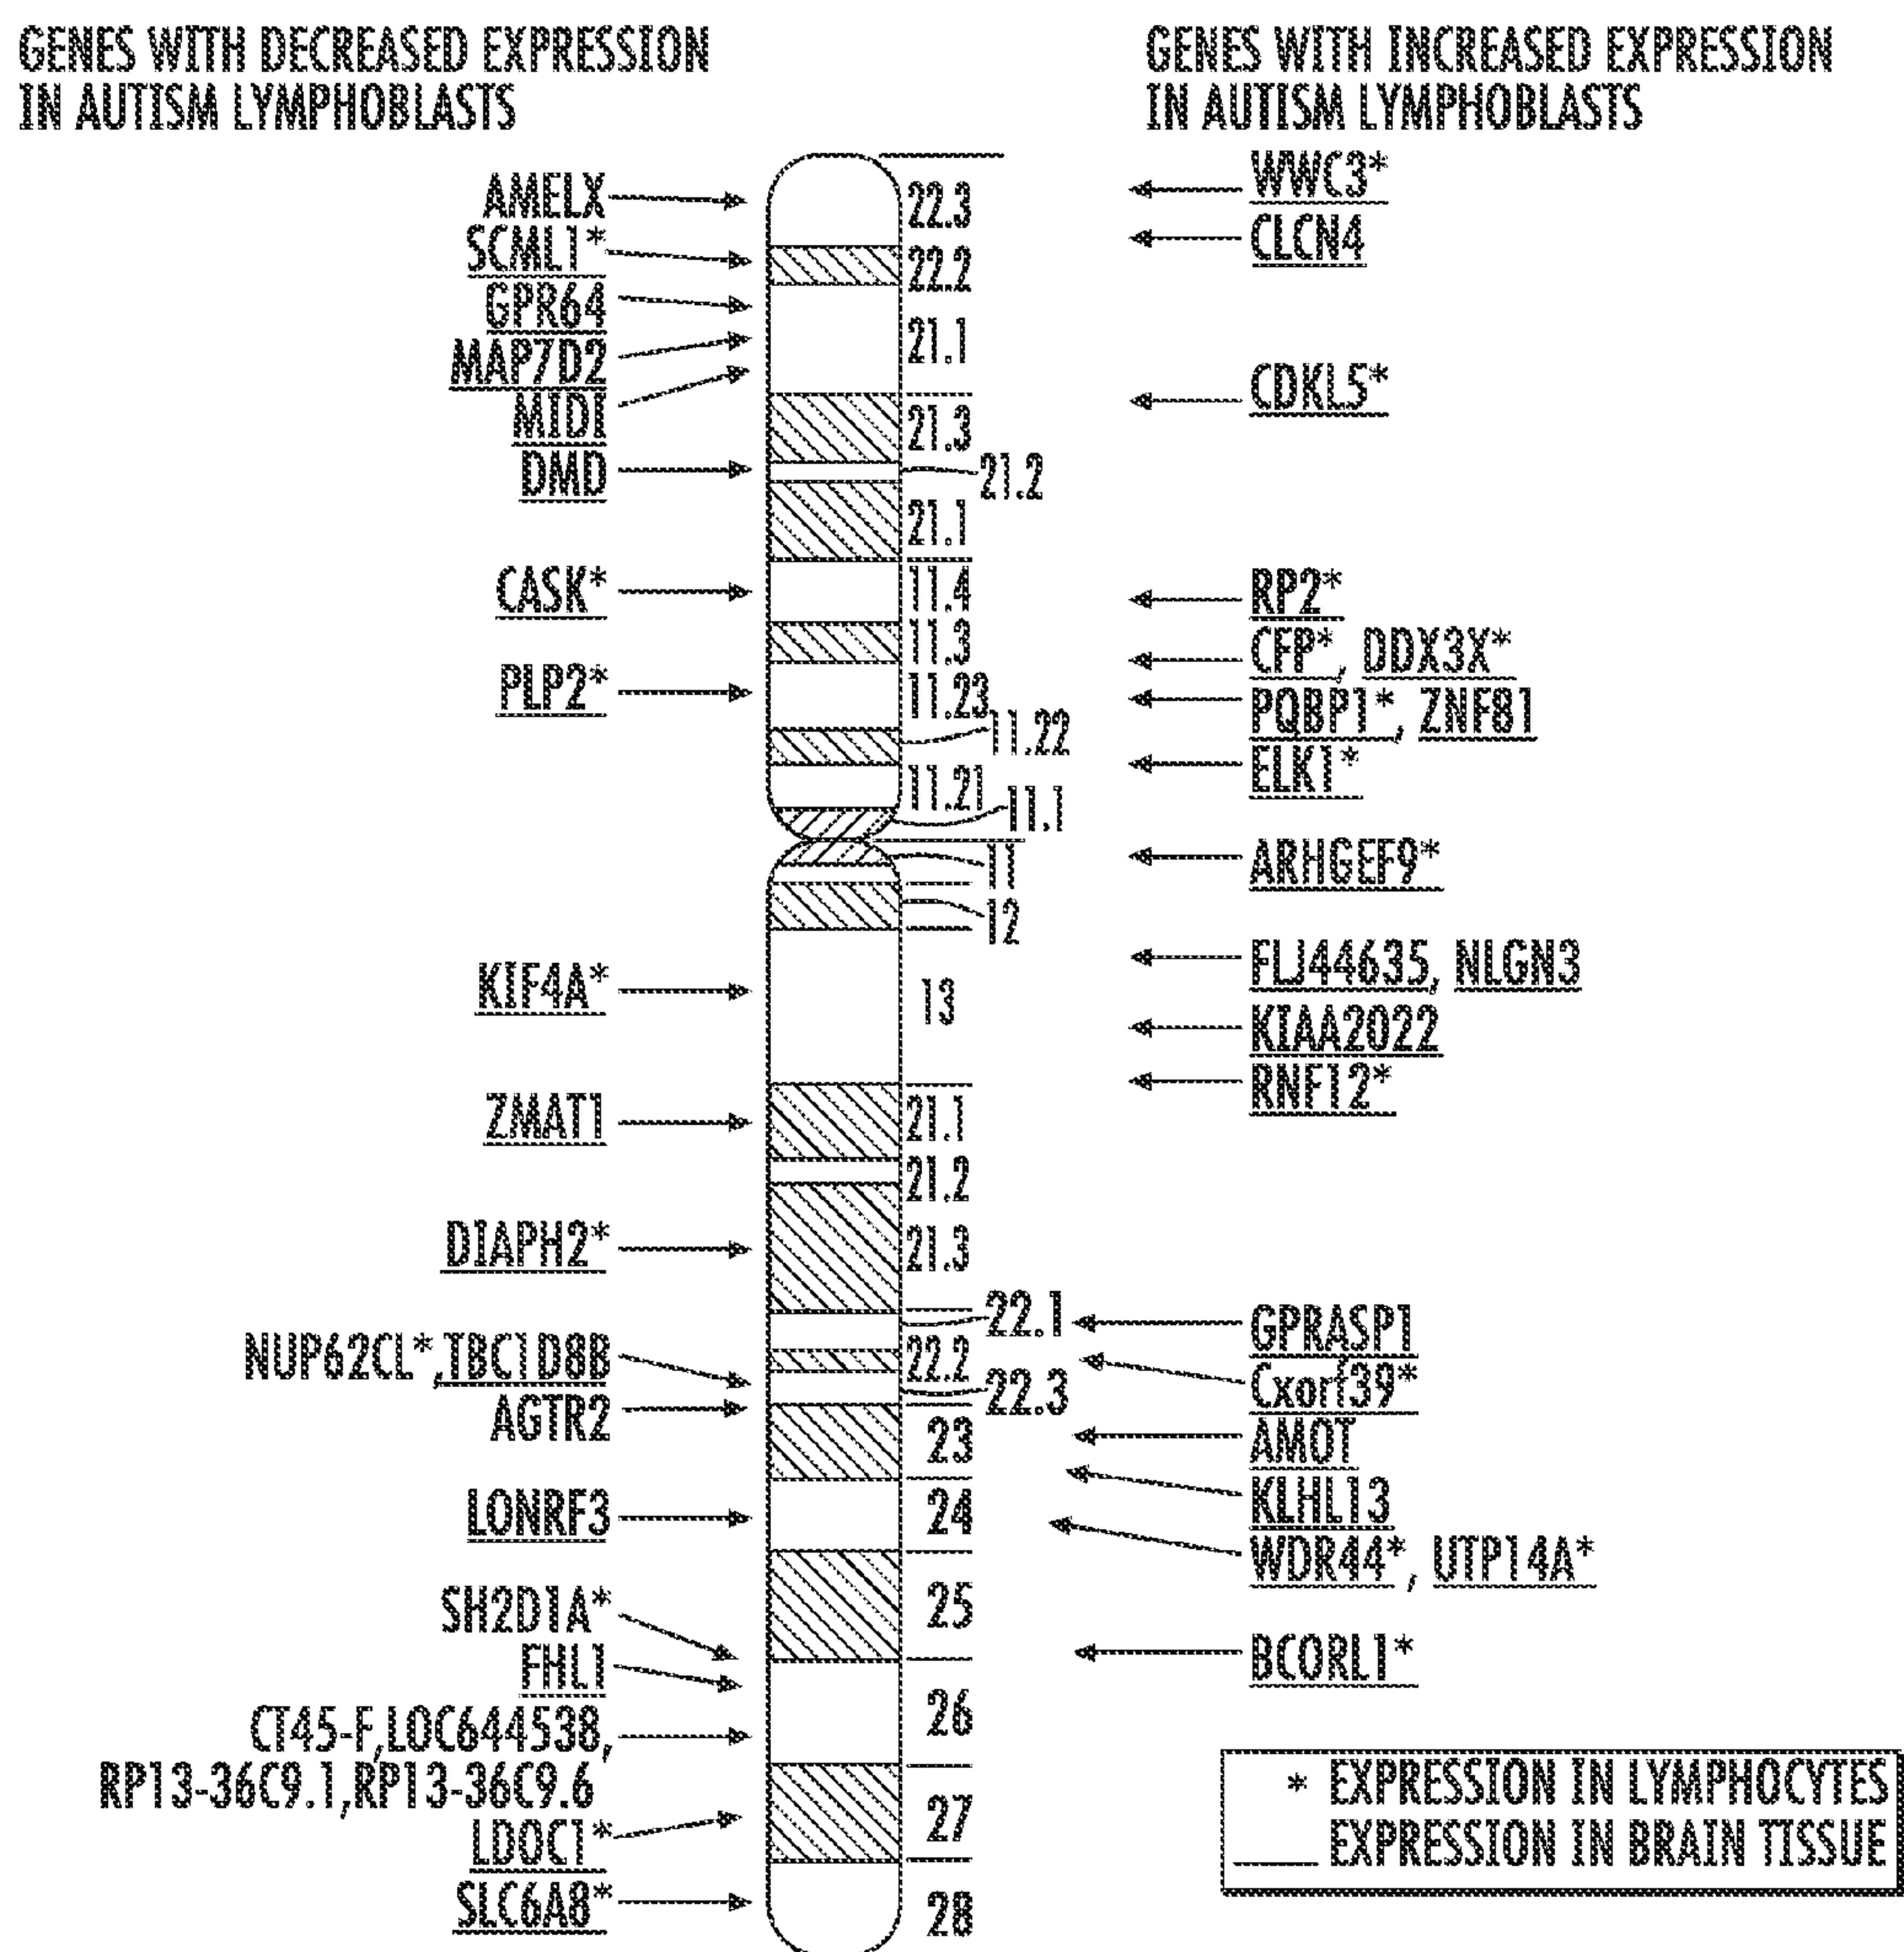 GENES WITH DECREASED EXPRESSION
IN AUTISM LYMPHOBLASTS
AMELX
SCML1*
GPR64
MAP7D2
MIDI
DMD
CASK*
PLP2*
KIF4A*
ZMAT1
DIAPH2*
NUP62CL*,TBC1D8B
AGTR2
LONRF3
SH2D1A*
FHL1
CT45-F,LOC644538,
RP13-36C9.1,RP13-36C9.6
LDOC1*
SLC6A8*
22.3
22.2
21.1
21.3
21.2
21.1
11.4
11.3
11.23
11.22
11.21
11.1
11
12
13
21.1
21.2
21.3
22.1
22.2
22.3
23
24
25
26
27
28
GENES WITH INCREASED EXPRESSION
IN AUTISM LYMPHOBLASTS
WWC3*
CLCN4
CDKL5*
RP2*
CFP*, DDX3X*
PQBP1*, ZNF81
ELK1*
ARHGEF9*
FLJ44635, NLGN3
KIAA2022
RNF12*
GPRASP1
Cxorf39*
AMOT
KLHL13
WDR44*, UTP14A*
BCORL1*
* EXPRESSION IN LYMPHOCYTES
EXPRESSION IN BRAIN TISSUE